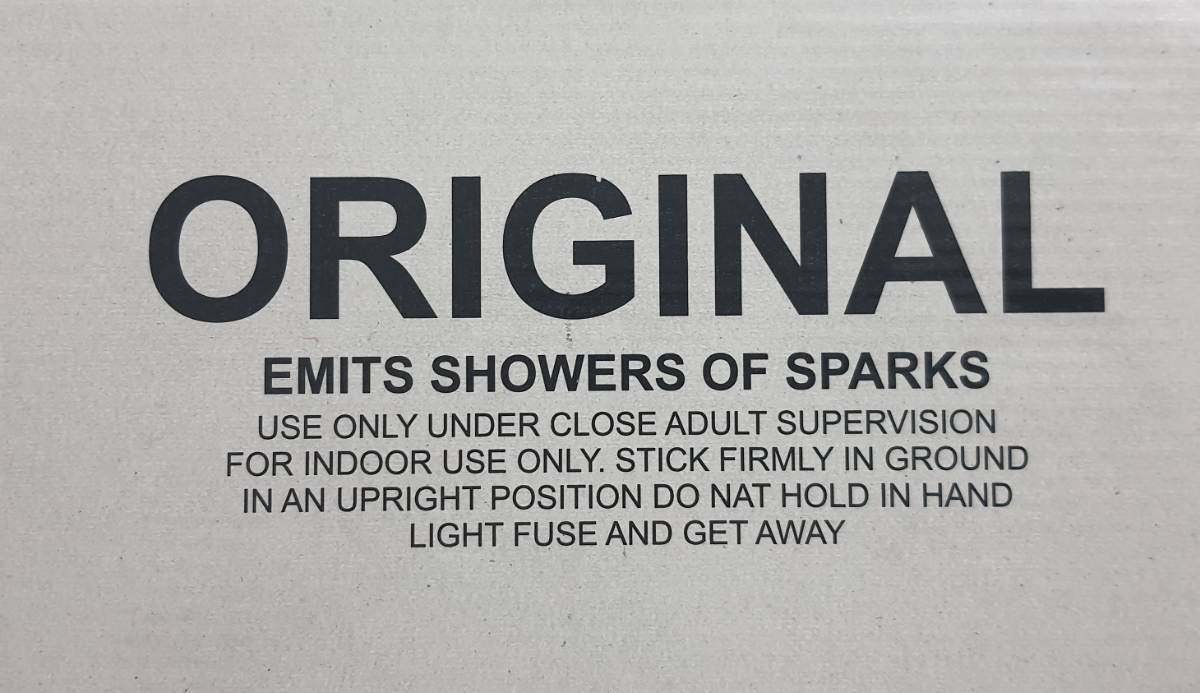 ORIGINAL
EMITS SHOWERS OF SPARKS
USE ONLY UNDER CLOSE ADULT SUPERVISION
FOR INDOOR USE ONLY. STICK FIRMLY IN GROUND
IN AN UPRIGHT POSITION DO NAT HOLD IN HAND
LIGHT FUSE AND GET AWAY